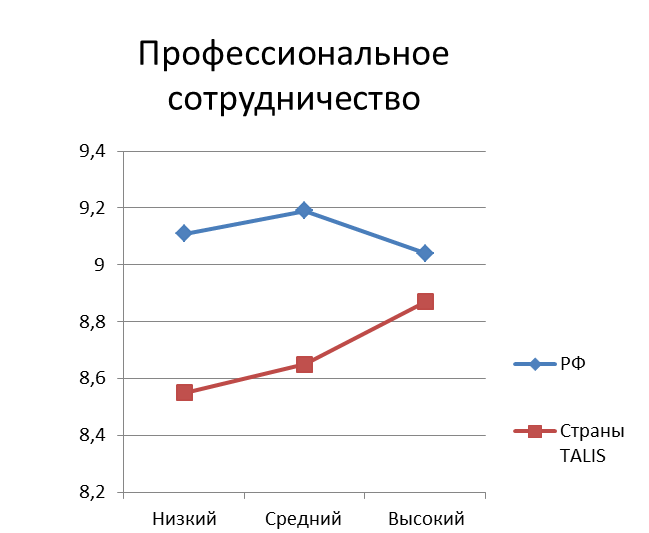 Профессиональное
сотрудничество
9,4
9,2
9
8,8
8,6
8,4
8,2
Низкий
Средний
Высокий
РФ
Страны
TALIS